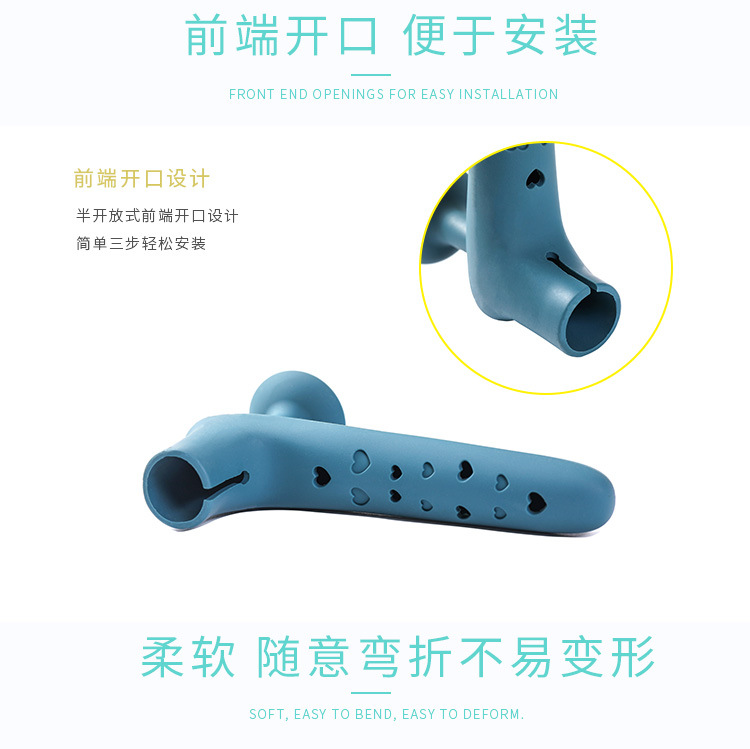 前端开口 便于安装
FRONT END OPENINGS FOR EASY INSTALLATION
前端开口设计
半开放式前端开口设计
简单三步轻松安装
柔软 随意弯折不易变形
SOFT, EASY TO BEND, EASY TO DEFORM.